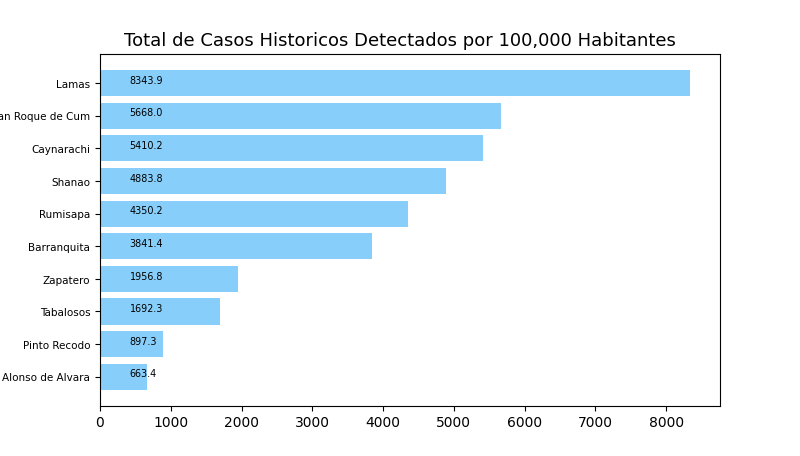 Total de Casos Historicos Detectados por 100,000 Habitantes
Lamas 8343.9
an Roque de Cum 5668.0
Caynarachi 5410.2
Shanao 4883.8
Rumisapa 4350.2
Barranquita 3841.4
Zapatero 1956.8
Tabalosos 1692.3
Pinto Recodo 897.3
Alonso de Alvara 663.4
0 1000 2000 3000 4000 5000 6000 7000 8000